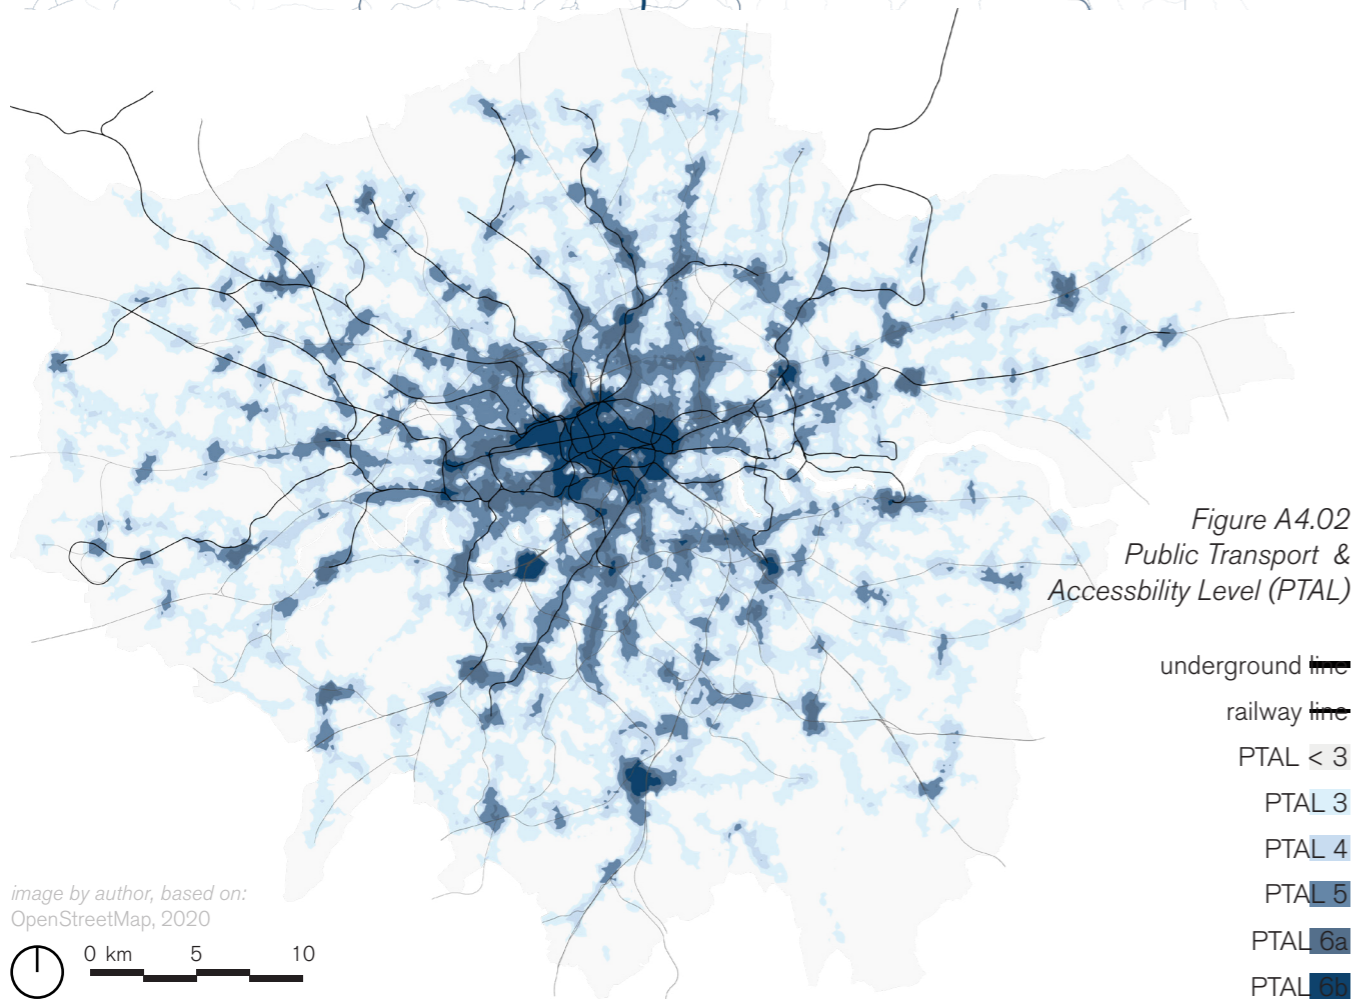 Figure A4.02
Public Transport &
Accessbility Level (PTAL)
underground line
railway line
PTAL < 3
PTAL 3
PTAL 4
PTAL 5
PTAL 6a
PTAL 6b
image by author, based on:
OpenStreetMap, 2020
0 km 5 10